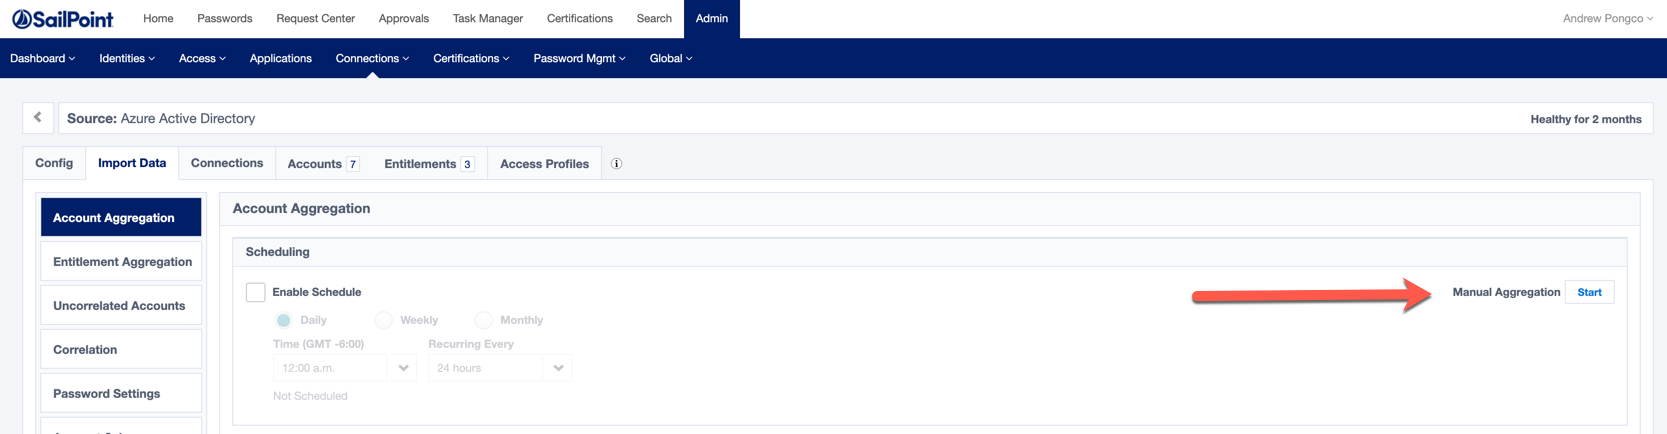 SailPoint Home Passwords Request Center Approvals Task Manager Certifications Search Admin Andrew Pongco
Dashboard Identities Access Applications Connections Certifications Password Mgmt Global
Source: Azure Active Directory Healthy for 2 months
Config Import Data Connections Accounts 7 Entitlements 3 Access Profiles
Account Aggregation
Entitlement Aggregation
Uncorrelated Accounts
Correlation
Password Settings
Account Aggregation
Scheduling
Enable Schedule Manual Aggregation Start
Daily Weekly Monthly
Time (GMT -6:00) Recurring Every
12:00 a.m. 24 hours
Not Scheduled